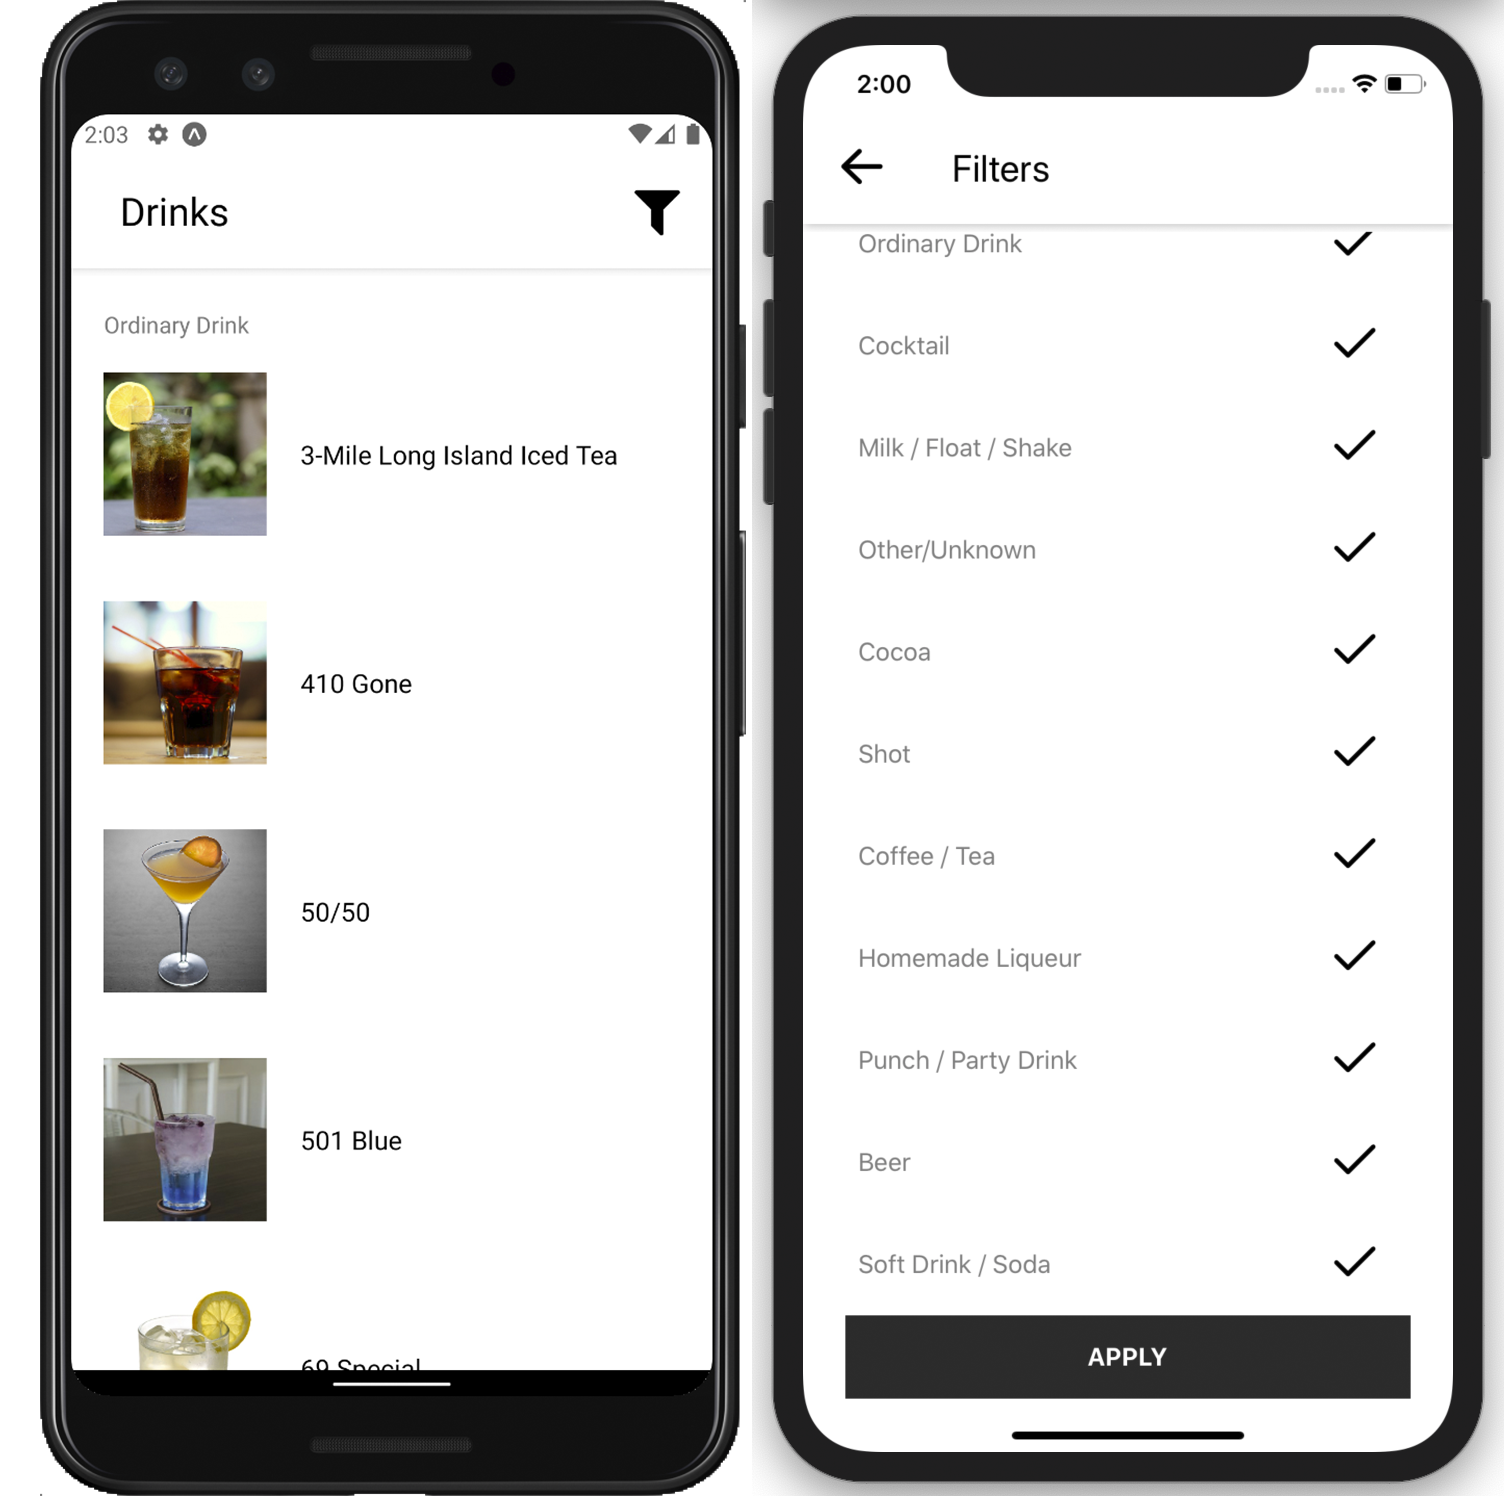 2:03
Drinks
Ordinary Drink
3-Mile Long Island Iced Tea
410 Gone
50/50
501 Blue
69 Special
2:00
Filters
Ordinary Drink
Cocktail
Milk / Float / Shake
Other/Unknown
Cocoa
Shot
Coffee / Tea
Homemade Liqueur
Punch / Party Drink
Beer
Soft Drink / Soda
APPLY